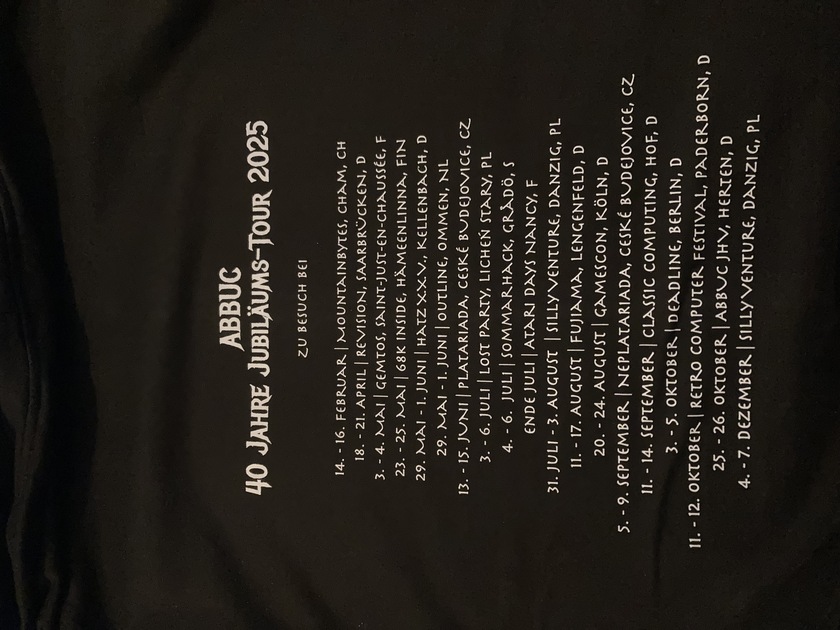 ABBUC
40 Jahre Jubiläums-Tour 2025
zu Besuch bei
14. - 16. Februar | Mountainbytes, Cham, CH
18. - 21. April | Revision, Saarbrücken, D
3. - 4. Mai | Gemtos, Saint-Just-en-Chaussée, F
23. - 25. Mai | 68k Inside, Hämeenlinna, FIN
29. Mai - 1. Juni | HATZ X.X.V., Kellenbach, D
29. Mai - 1. Juni | Outline, Ommen, NL
13. - 15. Juni | Platariada, Ceské Budejovice, CZ
3. - 6. Juli | Lost Party, Licheń Stary, PL
4. - 6. Juli | Sommarhack, Grådö, S
Ende Juli | Atari Days Nancy, F
31. Juli - 3. August | SillyVenture, Danzig, PL
11. - 17. August | Fujiama, Lengenfeld, D
20. - 24. August | Gamescon, Köln, D
5. - 9. September | Neplatariada, Ceské Budejovice, CZ
11. - 14. September | Classic Computing, Hof, D
3. - 5. Oktober | Deadline, Berlin, D
11. - 12. Oktober | Retro Computer Festival, Paderborn, D
25. - 26. Oktober | ABBUC JHV, Herten, D
4. - 7. Dezember | SillyVenture, Danzig, PL